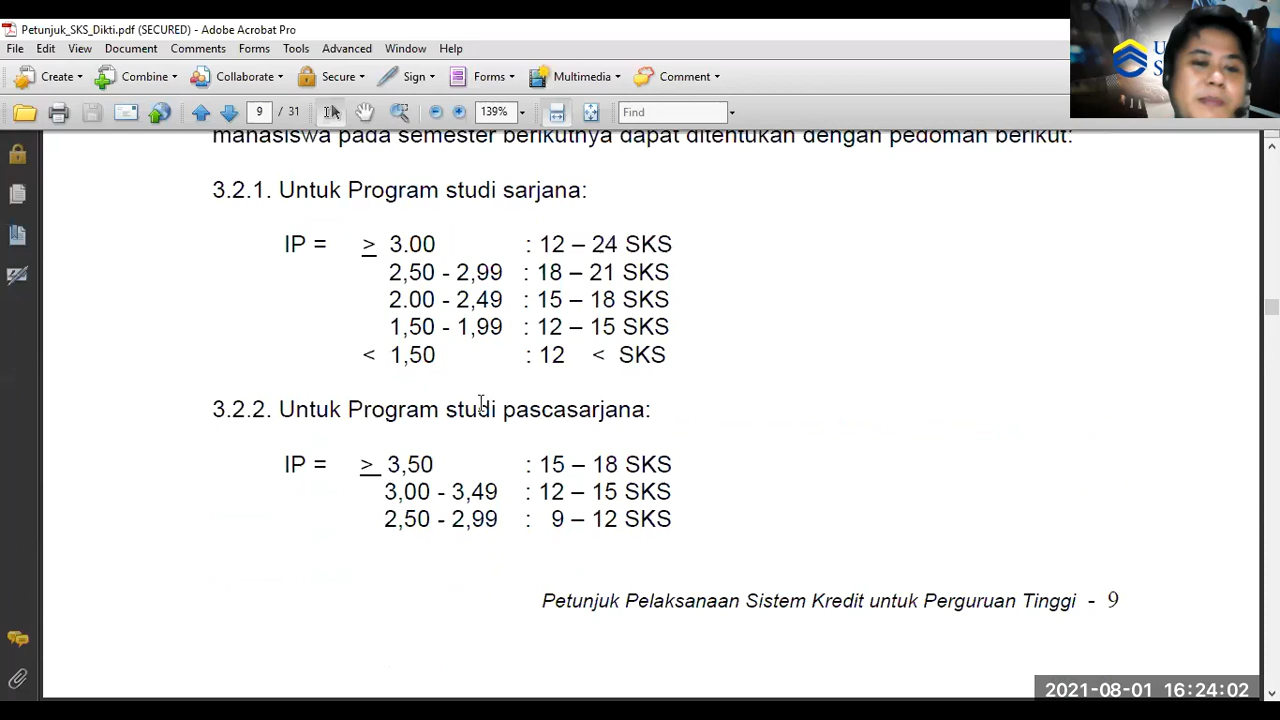 Petunjuk_SKS_Dikti.pdf (SECURED) - Adobe Acrobat Pro
File Edit View Document Comments Forms Tools Advanced Window Help
Create Combine Collaborate Secure Sign Forms Multimedia Comment
9 / 31 139% Find
mahasiswa pada semester berikutnya dapat ditentukan dengan pedoman berikut:
3.2.1. Untuk Program studi sarjana:
IP = > 3.00 : 12 – 24 SKS
2,50 - 2,99 : 18 – 21 SKS
2.00 - 2,49 : 15 – 18 SKS
1,50 - 1,99 : 12 – 15 SKS
< 1,50 : 12 < SKS
3.2.2. Untuk Program studi pascasarjana:
IP = > 3,50 : 15 – 18 SKS
3,00 - 3,49 : 12 – 15 SKS
2,50 - 2,99 : 9 – 12 SKS
Petunjuk Pelaksanaan Sistem Kredit untuk Perguruan Tinggi - 9
2021-08-01 16:24:02